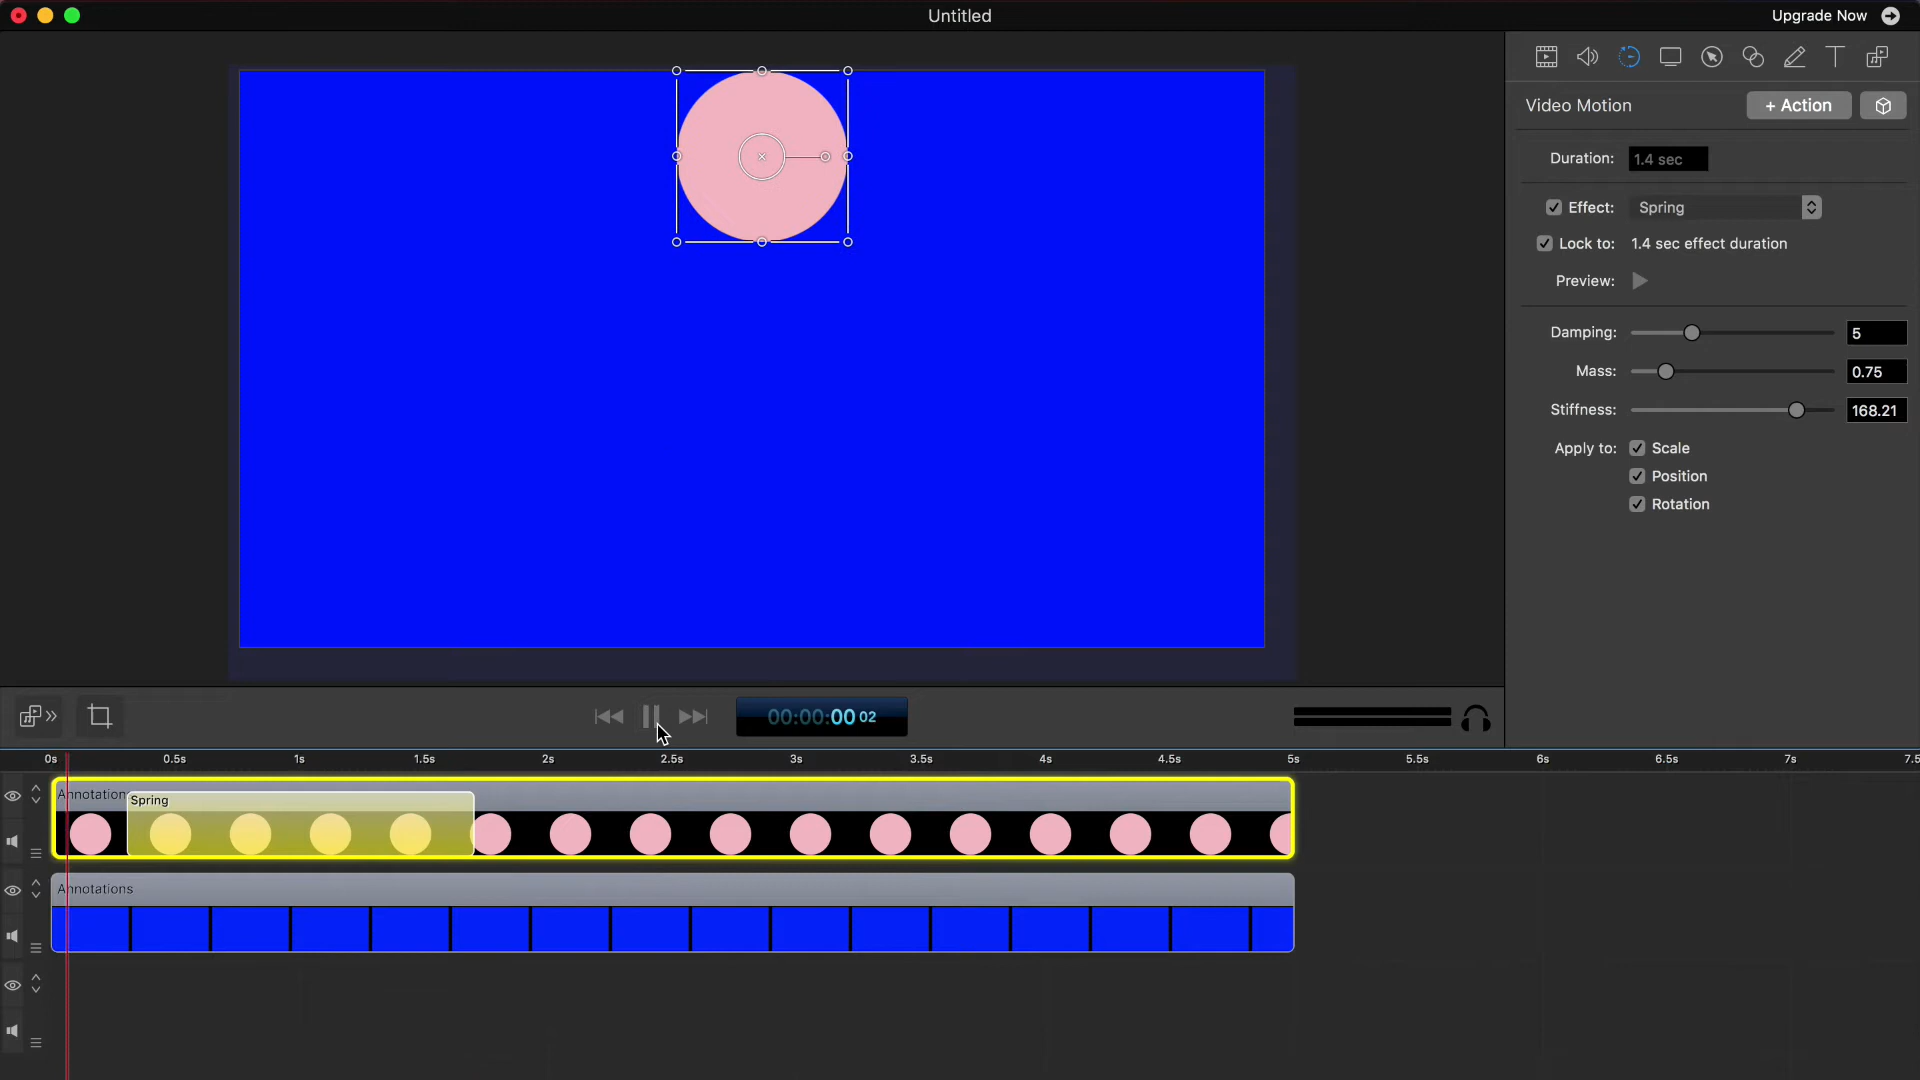 Untitled
Upgrade Now
Video Motion
+ Action
Duration: 1.4 sec
Effect: Spring
Lock to: 1.4 sec effect duration
Preview:
Damping: 5
Mass: 0.75
Stiffness: 168.21
Apply to: Scale
Position
Rotation
00:00:00 02
0s 0.5s 1s 1.5s 2s 2.5s 3s 3.5s 4s 4.5s 5s 5.5s 6s 6.5s 7s 7.5
Annotation Spring
Annotations